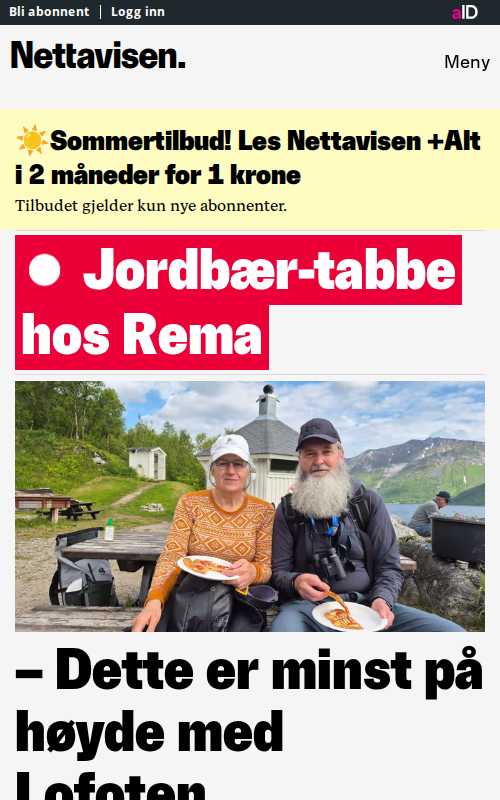 Bli abonnent | Logg inn
aID
Nettavisen.
Meny
☀️Sommertilbud! Les Nettavisen +Alt
i 2 måneder for 1 krone
Tilbudet gjelder kun nye abonnenter.
Jordbær-tabbe
hos Rema
– Dette er minst på
høyde med
Lofoten